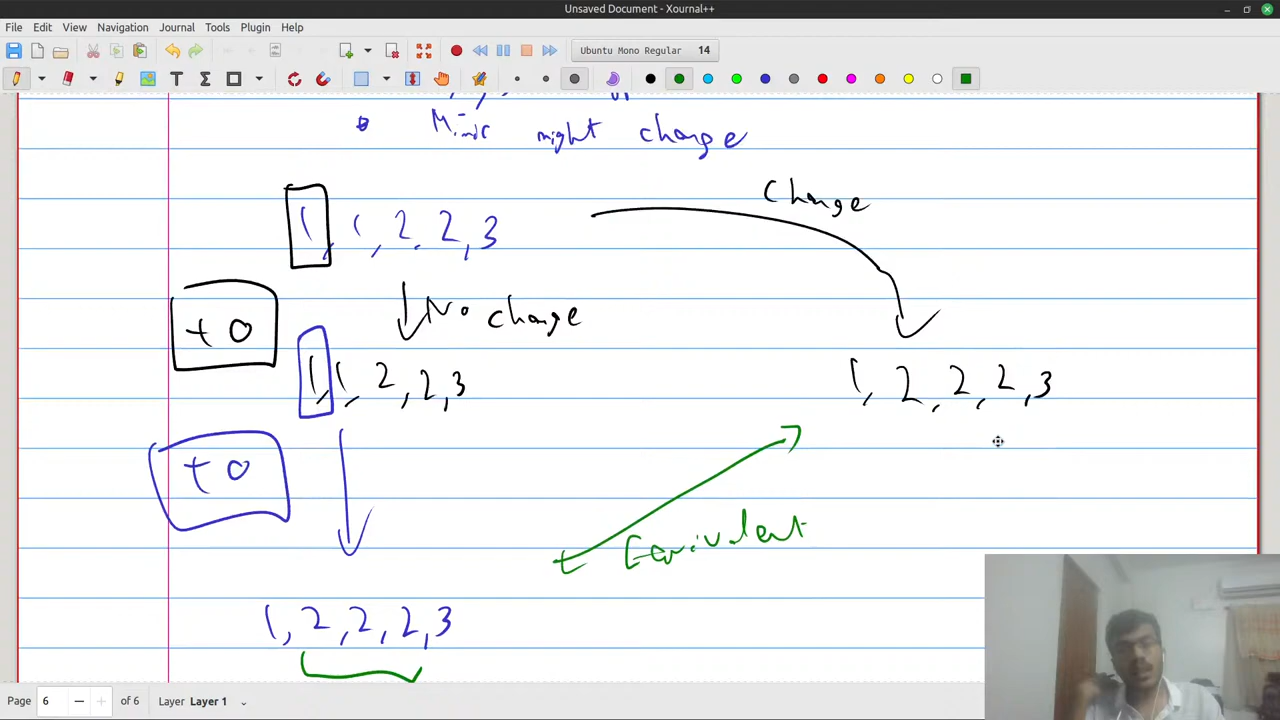 Unsaved Document - Xournal++
File Edit View Navigation Journal Tools Plugin Help
Ubuntu Mono Regular 14
Mimic might change
1, 1, 2, 2, 3
Change
+0
No change
1, 1, 2, 2, 3
1, 2, 2, 2, 3
+0
Equivalent
1, 2, 2, 2, 3
Page 6 of 6 Layer Layer 1